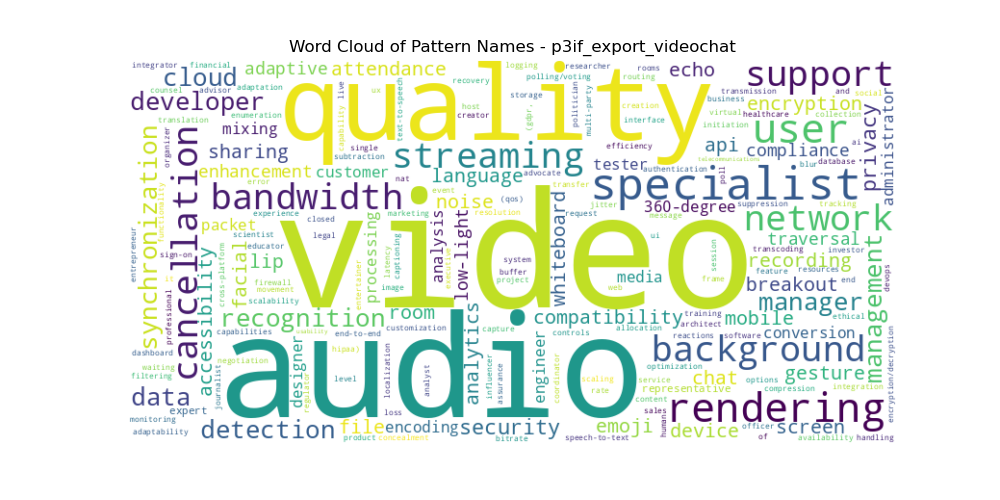 Word Cloud of Pattern Names - p3if_export_videochat
integrator
financial
cloud
adaptive
attendance
quality
logging
researcher
rooms
echo
support
counsel
advisor
adaptation
recovery
polling/voting
routing
transmission
and
social
developer
live
ux
text-to-speech
storage
politician
business
encryption
translation
enumeration
capability
host
creator
(gdpr,
multi-party
creation
interface
virtual
healthcare
collection
mixing
initiation
user
privacy
administrator
organizer
functionality
synchronization
cancellation
sharing
single
subtraction
streaming
efficiency
api
compliance
ai
database
blur
enhancement
customer
language
advocate
tester
authentication
telecommunications
poll
error
nat
event
transfer
specialist
suppression
tracking
bandwidth
noise
(qos)
jitter
360-degree
experience
closed
marketing
resolution
request
message
network
packet
scientist
legal
processing
analysis
low-light
whiteboard
ui
session
traversal
entrepreneur
sign-on
professional
accessibility
cross-platform
facial
lip
educator
video
latency
captioning
execution
system
buffer
project
transcoding
investor
recording
management
devops
firewall
movement
scalability
entertainer
image
media
web
frame
feature
resources
breakout
recognition
room
analytics
compatibility
training
mobile
manager
ethical
capabilities
end-to-end
customization
capture
controls
allocation
architect
reactions
software
conversion
usability
dashboard
waiting
filtering
negotiation
designer
regulator
hipaa)
audio
localization
analyst
influencer
assurance
engineer
coordinator
background
optimization
gesture
encryption/decryption
data
journalist
level
scaling
rate
service
representative
chat
options
compression
integration
expert
loss
content
sales
rendering
monitoring
adaptability
detection
file
encoding
security
emoji
human
device
officer
screen
product
concealment
bitrate
speech-to-text
of
availability
handling